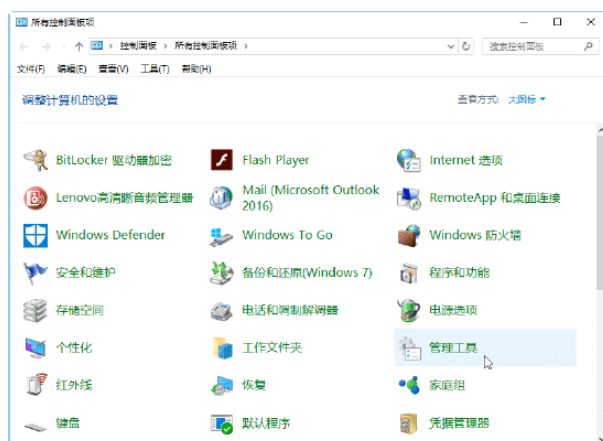 所有控制面板项
控制面板 › 所有控制面板项 ›
搜索控制面板
文件(F) 编辑(E) 查看(V) 工具(T) 帮助(H)
调整计算机的设置
查看方式: 大图标
BitLocker 驱动器加密
Flash Player
Internet 选项
Lenovo高清晰音频管理器
Mail (Microsoft Outlook
2016)
RemoteApp 和桌面连接
Windows Defender
Windows To Go
Windows 防火墙
安全和维护
备份和还原(Windows 7)
程序和功能
存储空间
电话和调制解调器
电源选项
个性化
工作文件夹
管理工具
红外线
恢复
家庭组
键盘
默认程序
凭据管理器